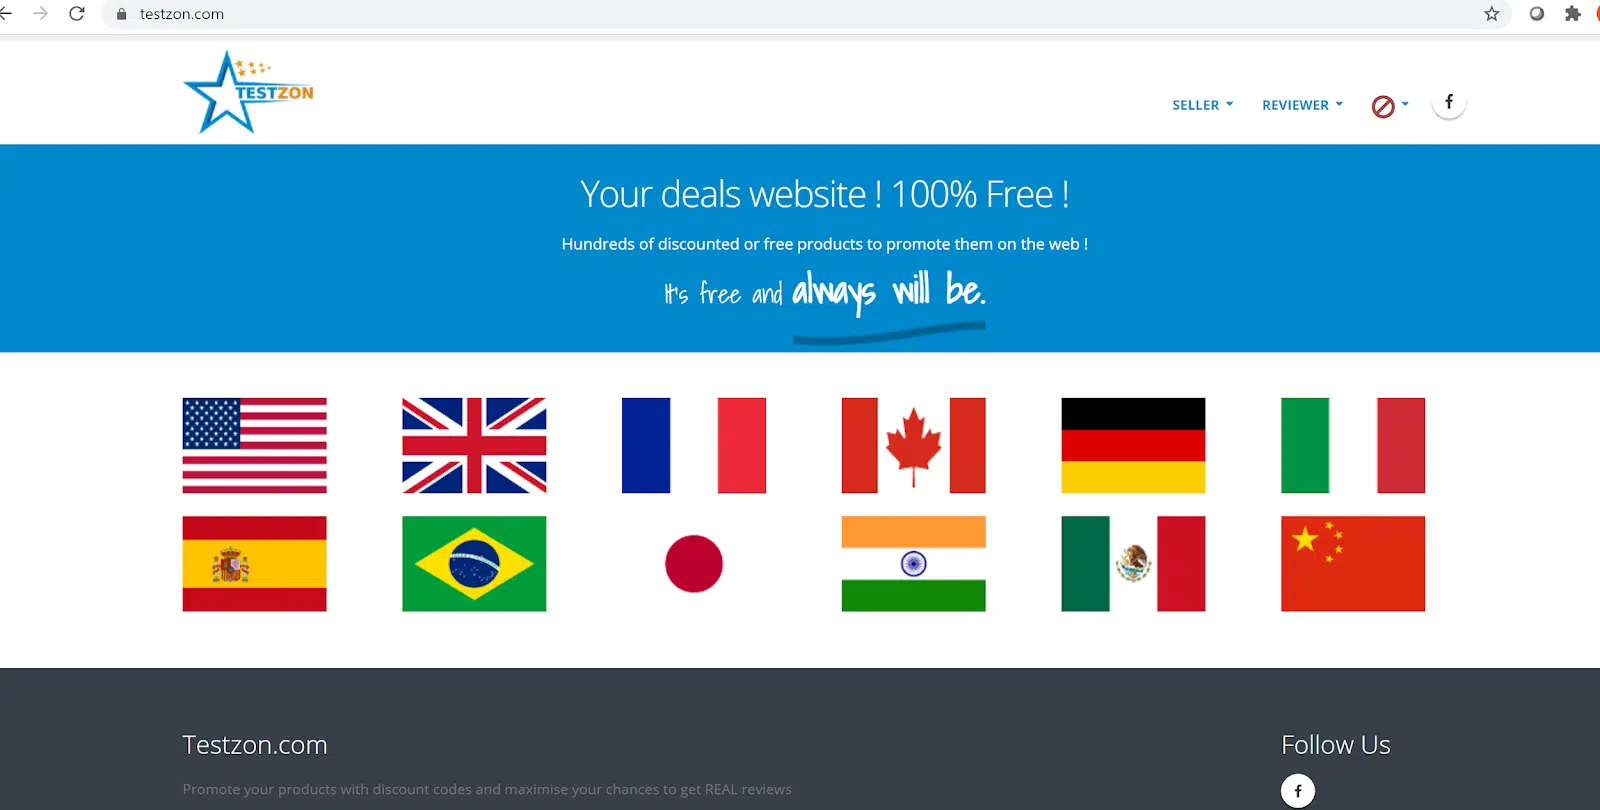 testzon.com
TESTZON
SELLER
REVIEWER
Your deals website ! 100% Free !
Hundreds of discounted or free products to promote them on the web !
It's free and always will be.
Testzon.com
Follow Us
Promote your products with discount codes and maximise your chances to get REAL reviews